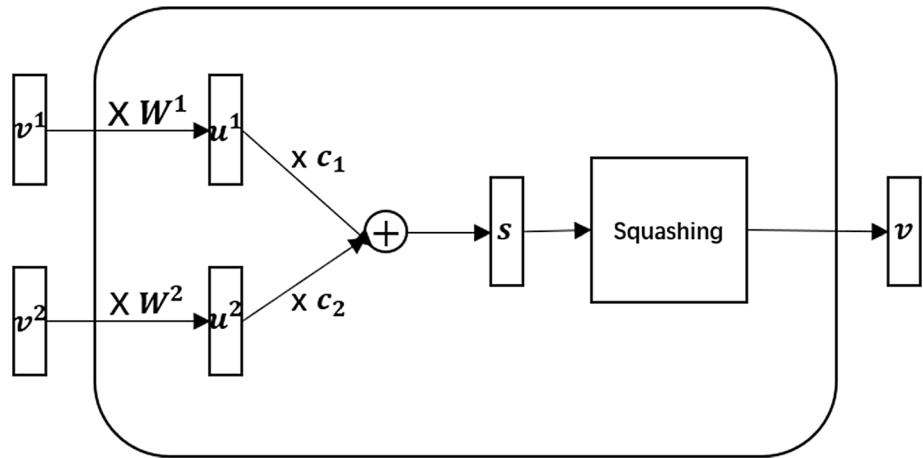 v¹ X W¹ u¹
x c₁
+ s Squashing v
v² X W² u²
x c₂